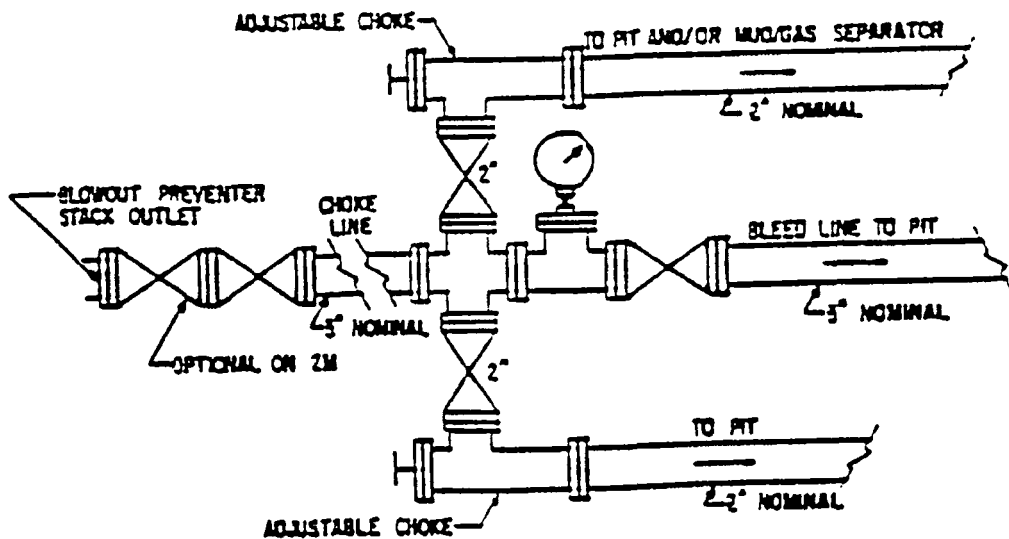 ADJUSTABLE CHOKE
TO PIT AND/OR MUD/GAS SEPARATOR
2" NOMINAL
2"
BLOWOUT PREVENTER
STACK OUTLET
CHOKE
LINE
BLEED LINE TO PIT
3" NOMINAL
3" NOMINAL
OPTIONAL ON 2M
2"
TO PIT
2" NOMINAL
ADJUSTABLE CHOKE